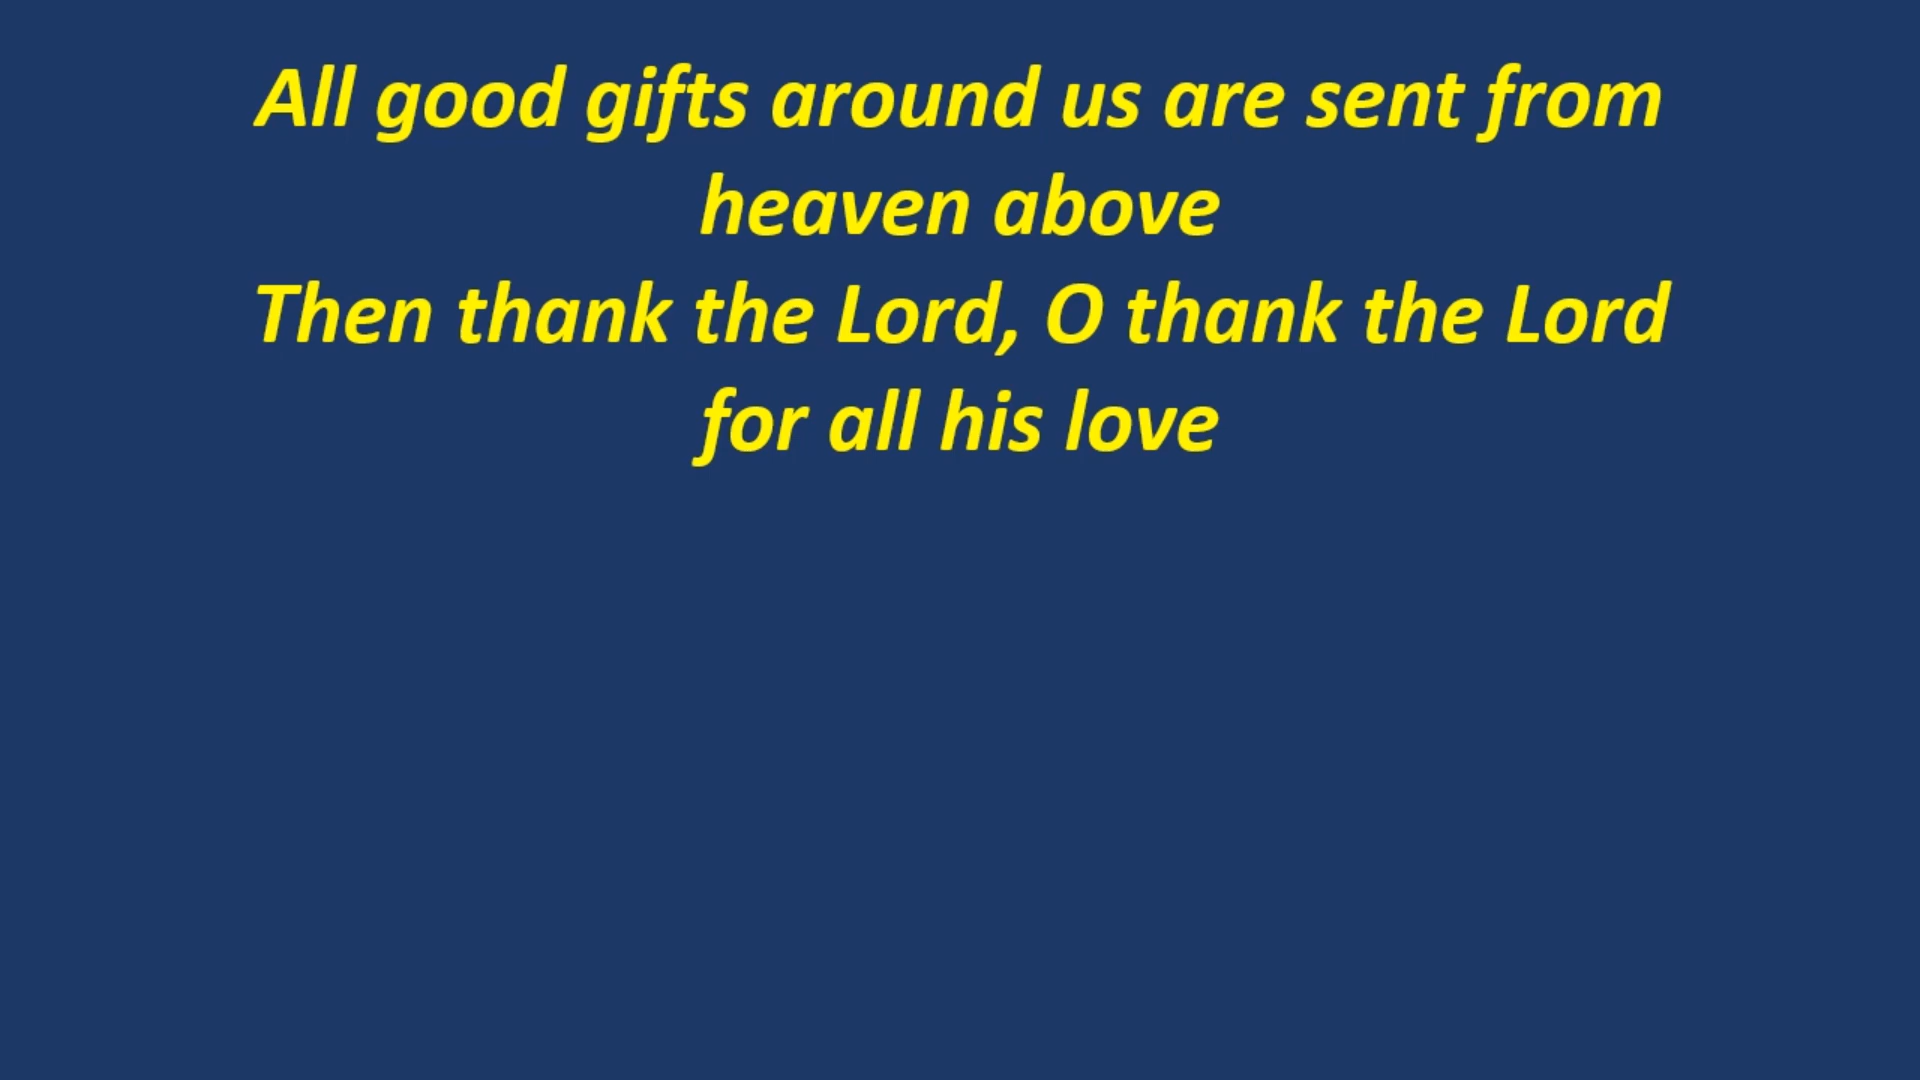 All good gifts around us are sent from
heaven above
Then thank the Lord, O thank the Lord
for all his love